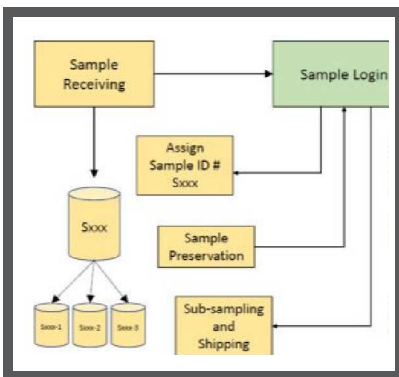 Sample
Receiving
Sample Login
Assign
Sample ID #
Sxxx
Sxxx
Sample
Preservation
Sxxx-1
Sxxx-2
Sxxx-3
Sub-sampling
and
Shipping